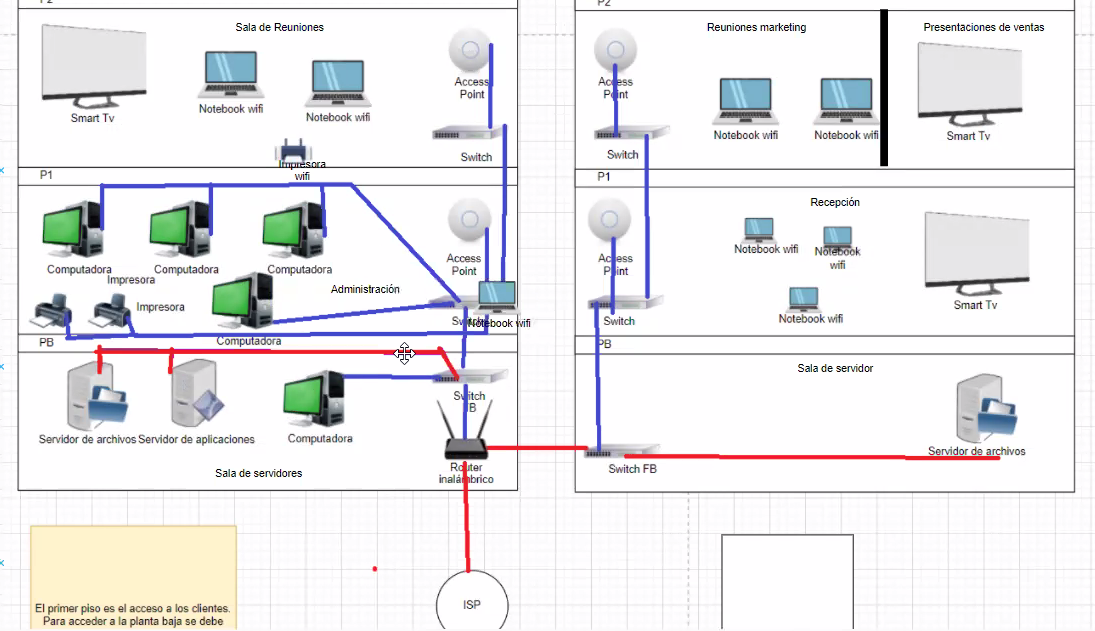 P2
P2
Sala de Reuniones
Reuniones marketing
Presentaciones de ventas
Smart Tv
Notebook wifi
Notebook wifi
Access
Point
Switch
Impresora
wifi
Access
Point
Switch
Notebook wifi
Notebook wifi
Smart Tv
P1
P1
Computadora
Computadora
Computadora
Impresora
Impresora
Computadora
Administración
Access
Point
Switch
Notebook wifi
Recepción
Access
Point
Switch
Notebook wifi
Notebook
wifi
Notebook wifi
Smart Tv
PB
PB
Servidor de archivos
Servidor de aplicaciones
Computadora
Switch
FB
Router
inalámbrico
Sala de servidores
Sala de servidor
Servidor de archivos
Switch FB
ISP
El primer piso es el acceso a los clientes.
Para acceder a la planta baja se debe